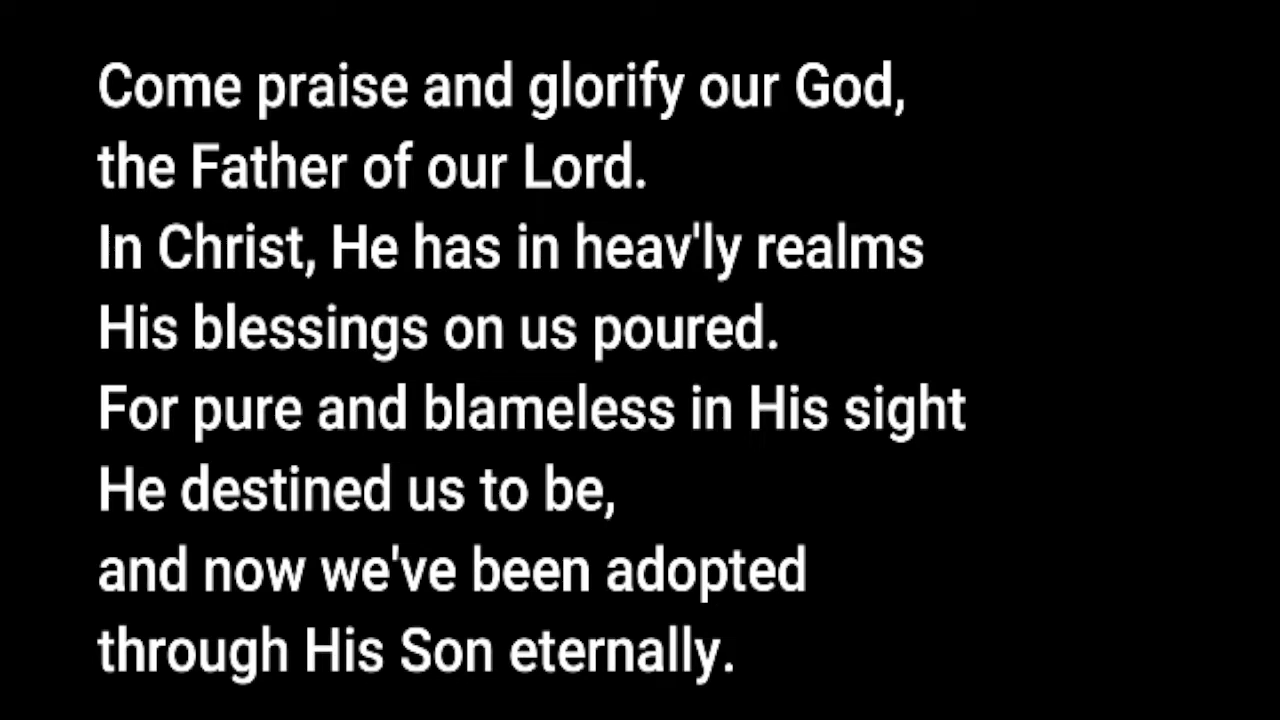 Come praise and glorify our God,
the Father of our Lord.
In Christ, He has in heav'ly realms
His blessings on us poured.
For pure and blameless in His sight
He destined us to be,
and now we've been adopted
through His Son eternally.